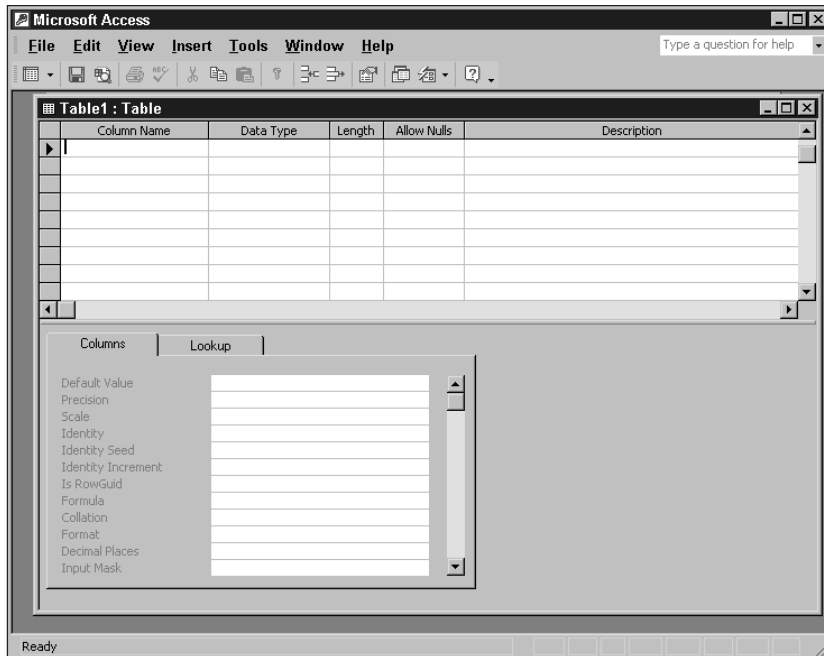 Microsoft Access
File Edit View Insert Tools Window Help
Type a question for help
ABC
Table1 : Table
Column Name Data Type Length Allow Nulls Description
Columns Lookup
Default Value
Precision
Scale
Identity
Identity Seed
Identity Increment
Is RowGuid
Formula
Collation
Format
Decimal Places
Input Mask
Ready